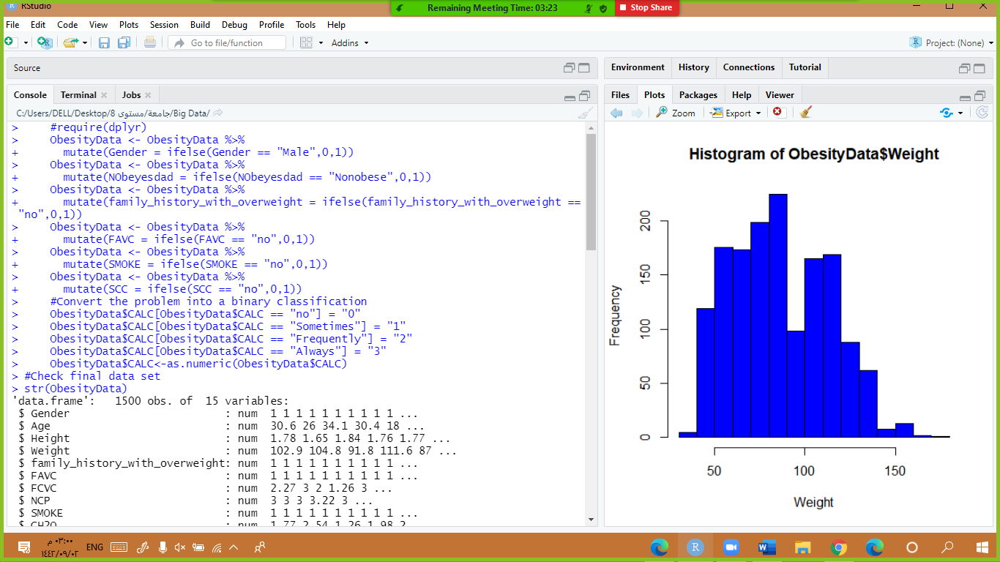 RStudio
Remaining Meeting Time: 03:23
Stop Share
File Edit Code View Plots Session Build Debug Profile Tools Help
Go to file/function
Addins
Project: (None)
Source
Console Terminal Jobs
C:/Users/DELL/Desktop/8 مستوى/جامعة/Big Data/
> #require(dplyr)
> ObesityData <- ObesityData %>%
+ mutate(Gender = ifelse(Gender == "Male",0,1))
> ObesityData <- ObesityData %>%
+ mutate(NObeyesdad = ifelse(NObeyesdad == "Nonobese",0,1))
> ObesityData <- ObesityData %>%
+ mutate(family_history_with_overweight = ifelse(family_history_with_overweight ==
"no",0,1))
> ObesityData <- ObesityData %>%
+ mutate(FAVC = ifelse(FAVC == "no",0,1))
> ObesityData <- ObesityData %>%
+ mutate(SMOKE = ifelse(SMOKE == "no",0,1))
> ObesityData <- ObesityData %>%
+ mutate(SCC = ifelse(SCC == "no",0,1))
> #Convert the problem into a binary classification
> ObesityData$CALC[ObesityData$CALC == "no"] = "0"
> ObesityData$CALC[ObesityData$CALC == "Sometimes"] = "1"
> ObesityData$CALC[ObesityData$CALC == "Frequently"] = "2"
> ObesityData$CALC[ObesityData$CALC == "Always"] = "3"
> ObesityData$CALC<-as.numeric(ObesityData$CALC)
> #Check final data set
> str(ObesityData)
'data.frame': 1500 obs. of 15 variables:
$ Gender : num 1 1 1 1 1 1 1 1 1 1 ...
$ Age : num 30.6 26 34.1 30.4 18 ...
$ Height : num 1.78 1.65 1.84 1.76 1.77 ...
$ Weight : num 102.9 104.8 91.8 111.6 87 ...
$ family_history_with_overweight: num 1 1 1 1 1 1 1 1 1 1 ...
$ FAVC : num 1 1 1 1 1 1 1 1 1 1 ...
$ FCVC : num 2.27 3 2 1.26 3 ...
$ NCP : num 3 3 3 3.22 3 ...
$ SMOKE : num 1 1 1 1 1 1 1 1 1 1 ...
$ CH2O : num 1.77 2.54 1.26 1.98 2
Environment History Connections Tutorial
Files Plots Packages Help Viewer
Zoom Export
Histogram of ObesityData$Weight
Frequency
200
150
100
50
0
50 100 150
Weight
٠٣:٠٠ م
١٤٤٢/٠٩/٠٢
ENG